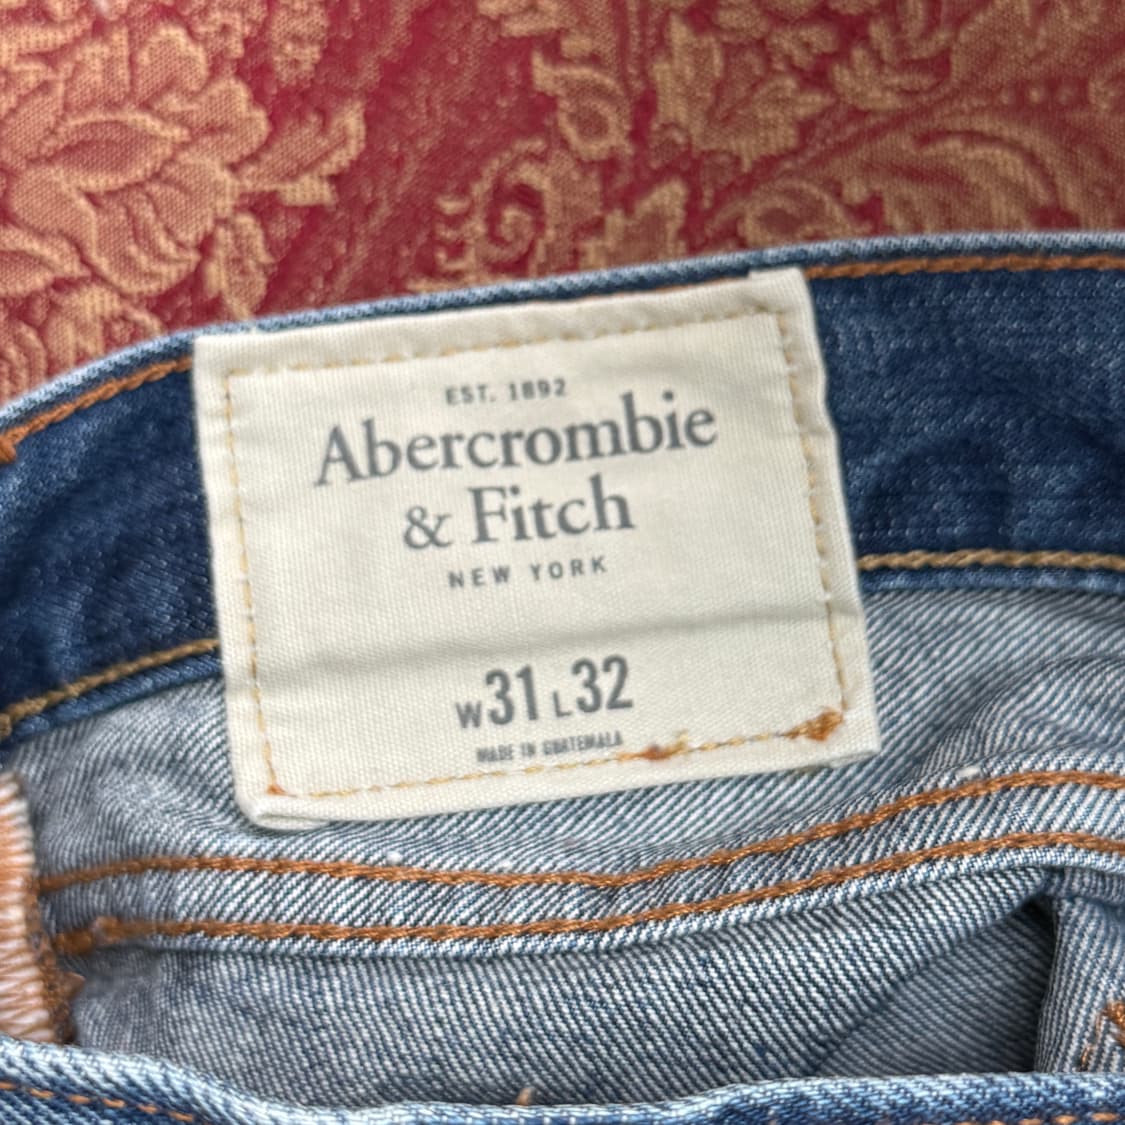 EST. 1892
Abercrombie
& Fitch
NEW YORK
W31 L32
MADE IN GUATEMALA